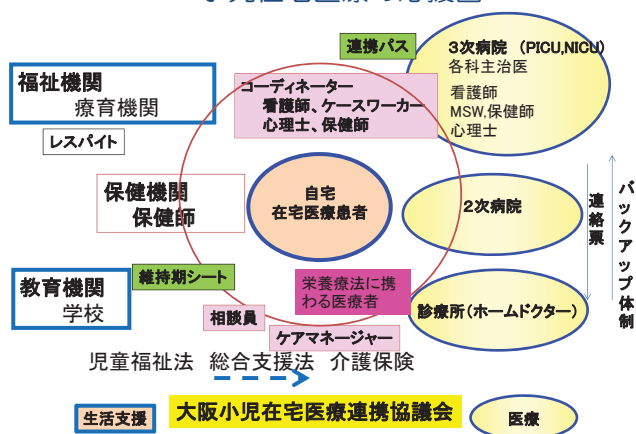 連携パス
3次病院 (PICU,NICU)
各科主治医
看護師
MSW,保健師
心理士
福祉機関
療育機関
レスパイト
コーディネーター
看護師、ケースワーカー
心理士、保健師
保健機関
保健師
自宅
在宅医療患者
2次病院
連絡票
バックアップ体制
教育機関
学校
維持期シート
栄養療法に携
わる医療者
診療所(ホームドクター)
相談員
ケアマネージャー
児童福祉法 総合支援法 介護保険
生活支援
大阪小児在宅医療連携協議会
医療